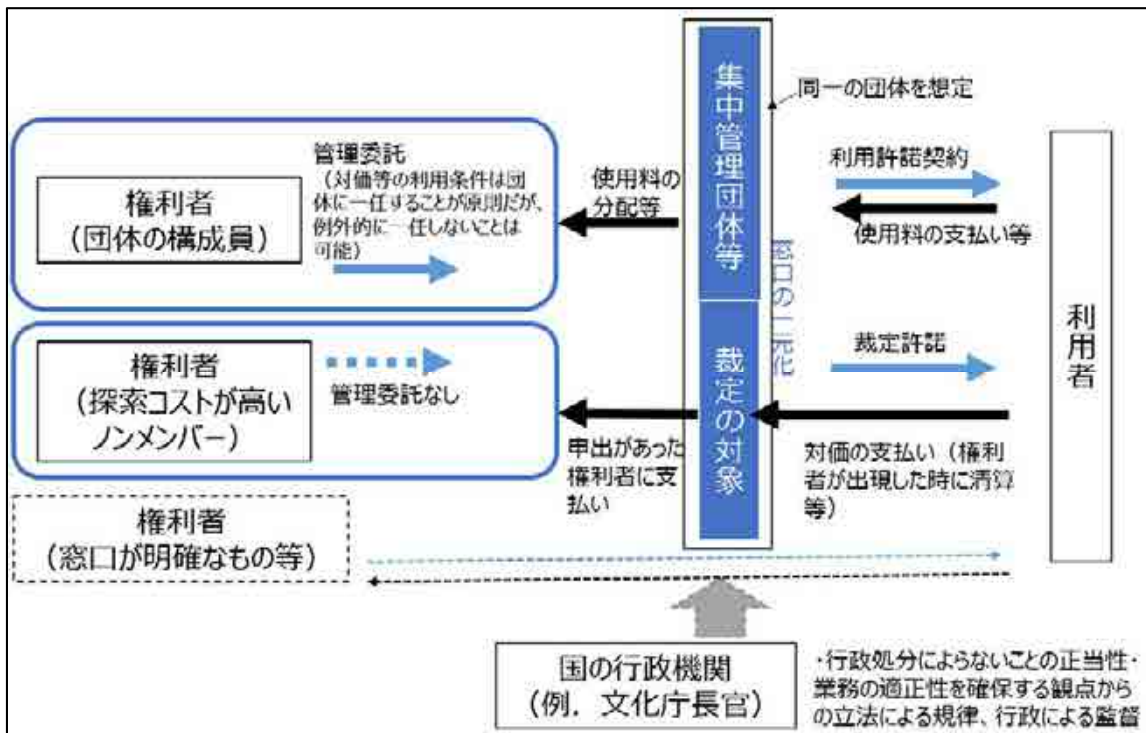 集中管理団体等
裁定の対象
同一の団体を想定
窓口の一元化
管理委託
（対価等の利用条件は団
体に一任することが原則だが、
例外的に一任しないことは
可能）
権利者
（団体の構成員）
使用料の
分配等
利用許諾契約
使用料の支払い等
利用者
権利者
（探索コストが高い
ノンメンバー）
管理委託なし
裁定許諾
申出があった
権利者に支
払い
対価の支払い（権利
者が出現した時に清算
等）
権利者
（窓口が明確なもの等）
国の行政機関
（例．文化庁長官）
・行政処分によらないことの正当性・
業務の適正性を確保する観点から
の立法による規律、行政による監督